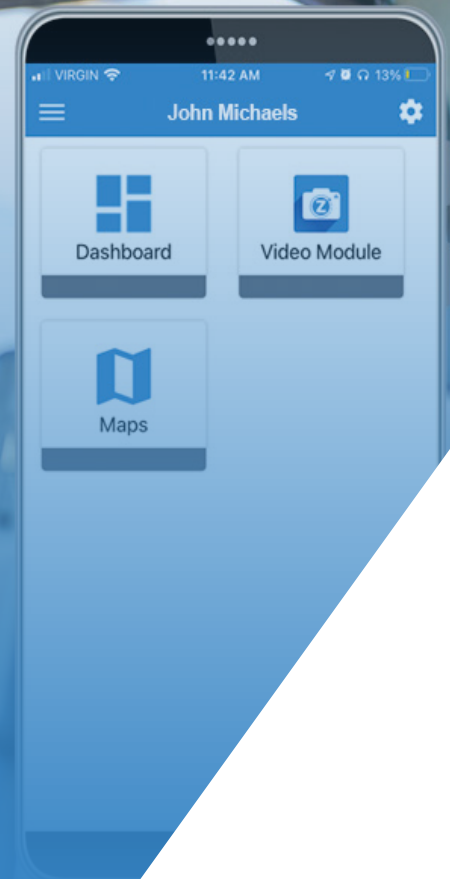 VIRGIN 11:42 AM 13%
John Michaels
Dashboard Video Module
Z
Maps